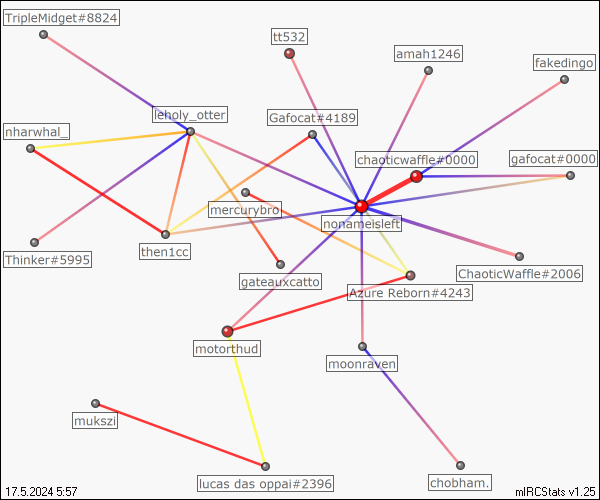 TripleMidget#8824
tt532
amah1246
fakedingo
leholy_otter
Gafocat#4189
nharwhal_
chaoticwaffle#0000
gafocat#0000
mercurybro
nonameisleft
then1cc
Thinker#5995
gateauxcatto
ChaoticWaffle#2006
Azure Reborn#4243
motorthud
moonraven
mukszi
lucas das oppai#2396
chobham.
17.5.2024 5:57
mIRCStats v1.25